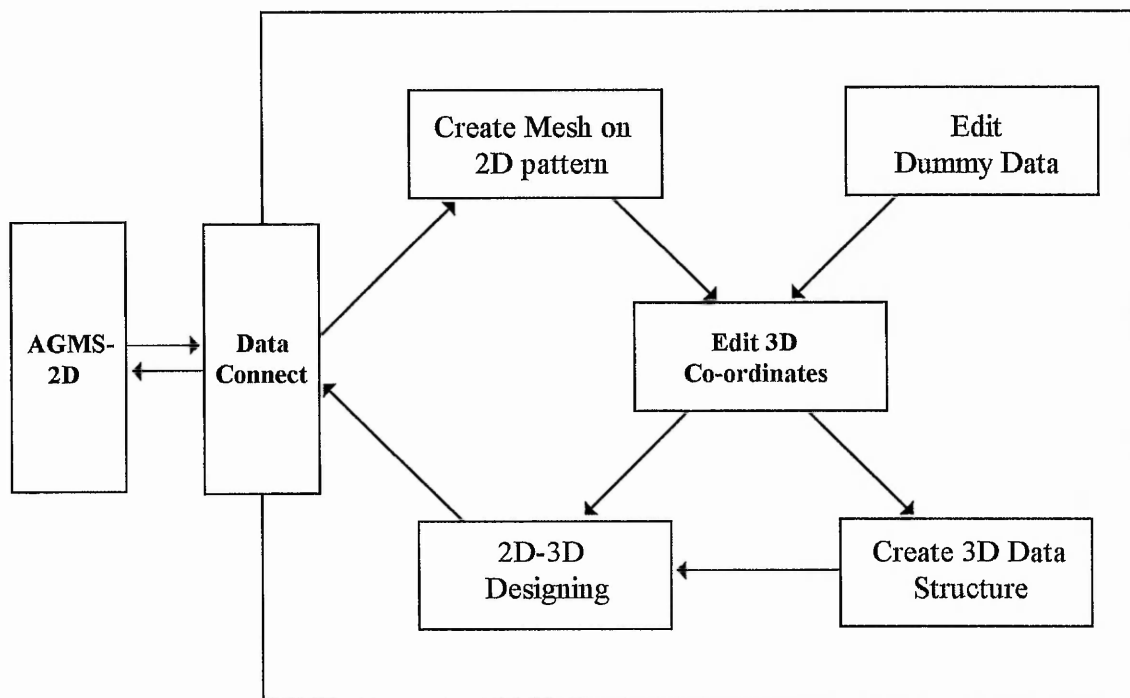 Create Mesh on
2D pattern
Edit
Dummy Data
AGMS-
2D
Data
Connect
Edit 3D
Co-ordinates
2D-3D
Designing
Create 3D Data
Structure